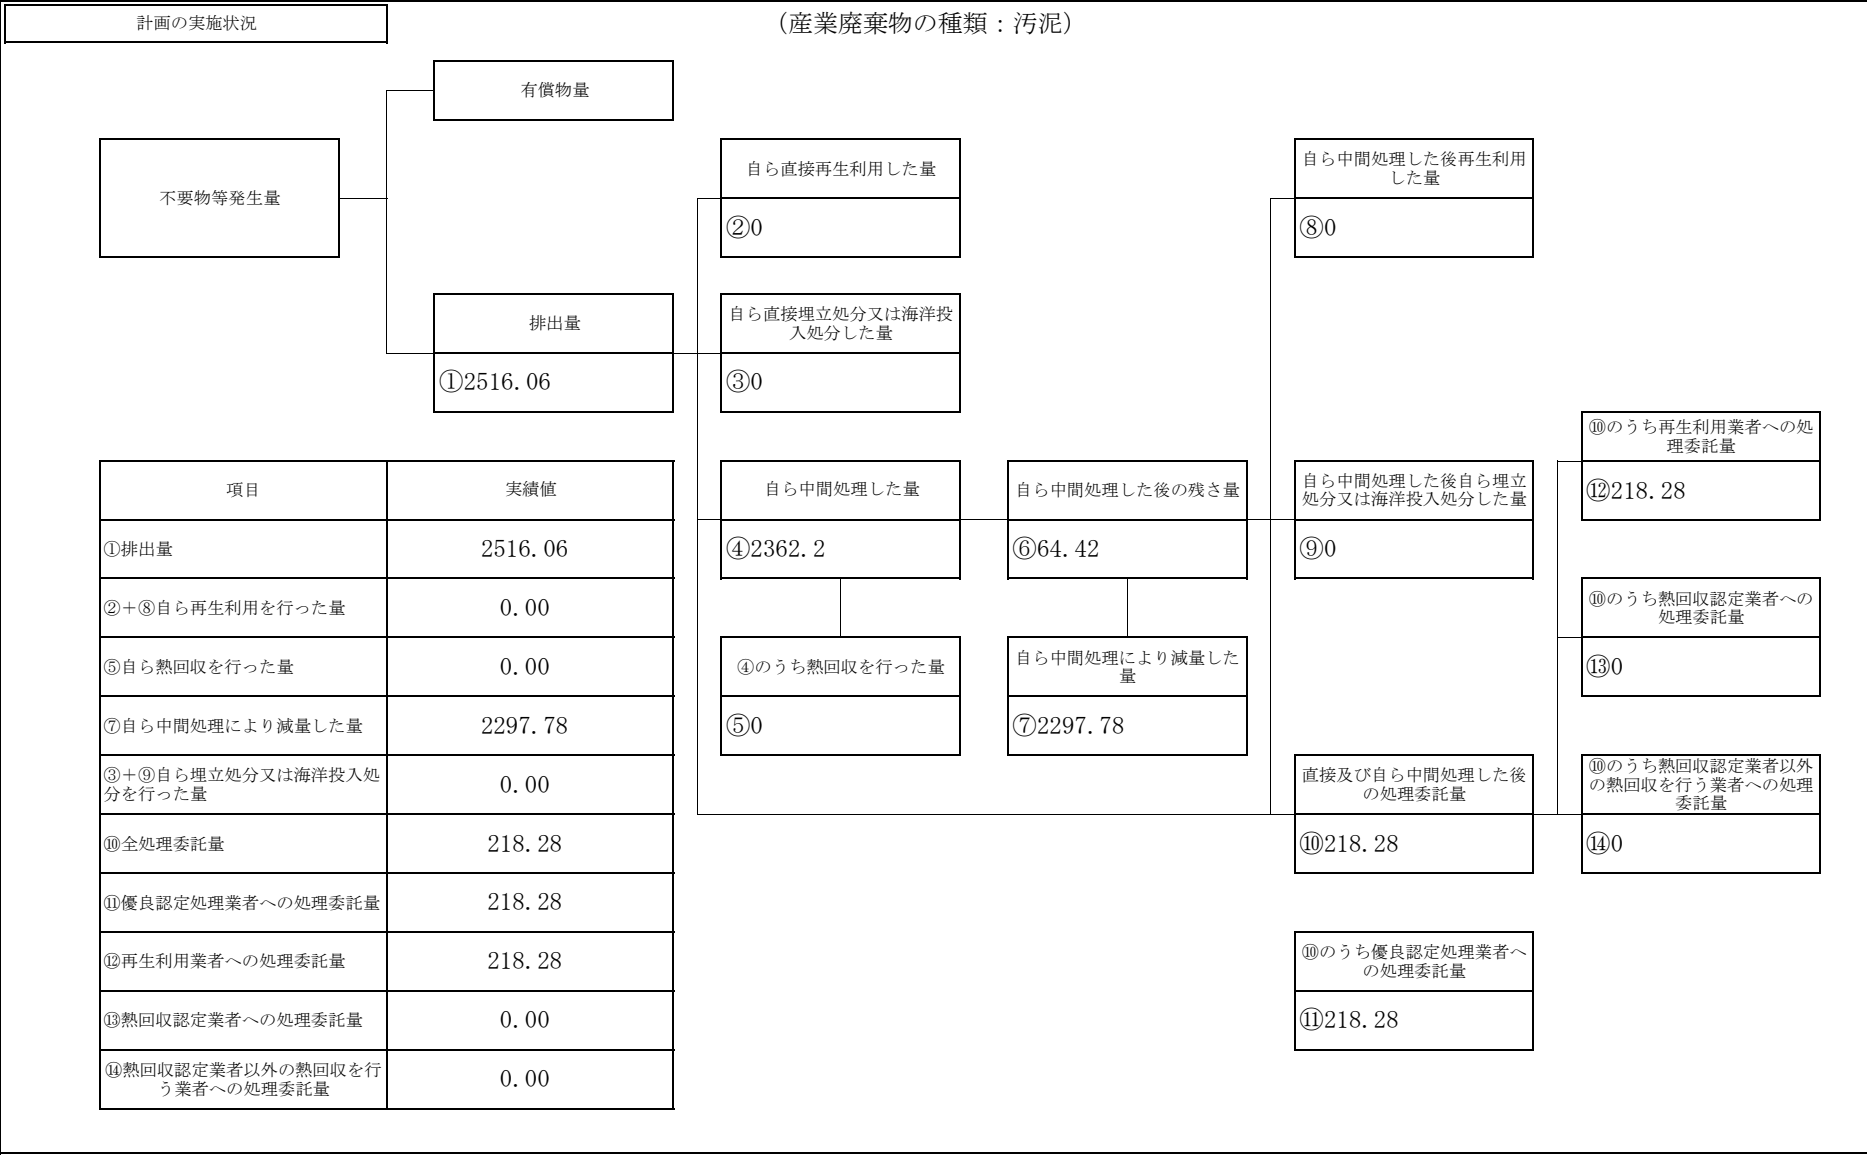 計画の実施状況
（産業廃棄物の種類：汚泥）
有償物量
不要物等発生量
自ら直接再生利用した量
②0
自ら中間処理した後再生利用
した量
⑧0
排出量
①2516.06
自ら直接埋立処分又は海洋投
入処分した量
③0
項目
実績値
①排出量
2516.06
②＋⑧自ら再生利用を行った量
0.00
⑤自ら熱回収を行った量
0.00
⑦自ら中間処理により減量した量
2297.78
③＋⑨自ら埋立処分又は海洋投入処
分を行った量
0.00
⑩全処理委託量
218.28
⑪優良認定処理業者への処理委託量
218.28
⑫再生利用業者への処理委託量
218.28
⑬熱回収認定業者への処理委託量
0.00
⑭熱回収認定業者以外の熱回収を行
う業者への処理委託量
0.00
自ら中間処理した量
④2362.2
④のうち熱回収を行った量
⑤0
自ら中間処理した後の残さ量
⑥64.42
自ら中間処理により減量した
量
⑦2297.78
自ら中間処理した後自ら埋立
処分又は海洋投入処分した量
⑨0
直接及び自ら中間処理した後
の処理委託量
⑩218.28
⑩のうち優良認定処理業者へ
の処理委託量
⑪218.28
⑩のうち再生利用業者への処
理委託量
⑫218.28
⑩のうち熱回収認定業者への
処理委託量
⑬0
⑩のうち熱回収認定業者以外
の熱回収を行う業者への処理
委託量
⑭0